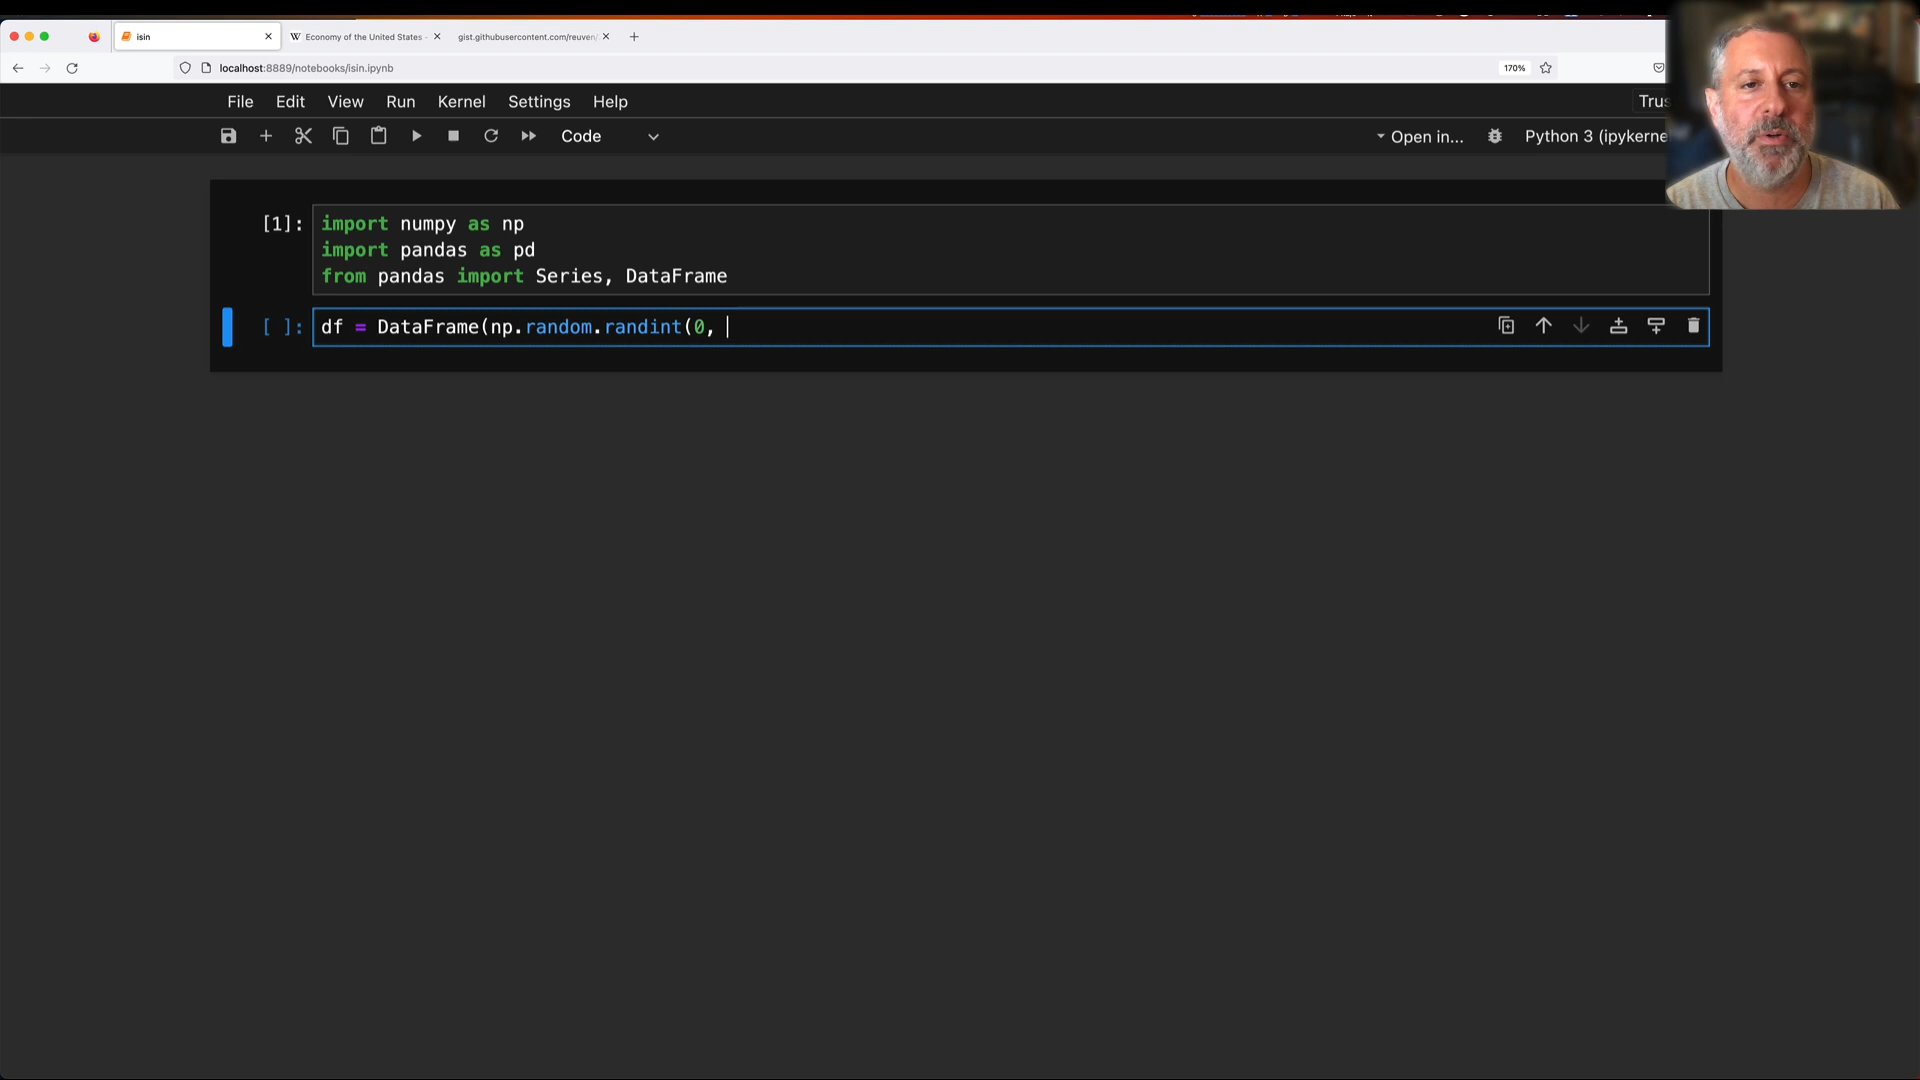 isin
Economy of the United States -
gist.githubusercontent.com/reuven/
localhost:8889/notebooks/isin.ipynb
170%
File Edit View Run Kernel Settings Help
Trus
Code
Open in...
Python 3 (ipykerne
[1]:
import numpy as np
import pandas as pd
from pandas import Series, DataFrame
[ ]:
df = DataFrame(np.random.randint(0,